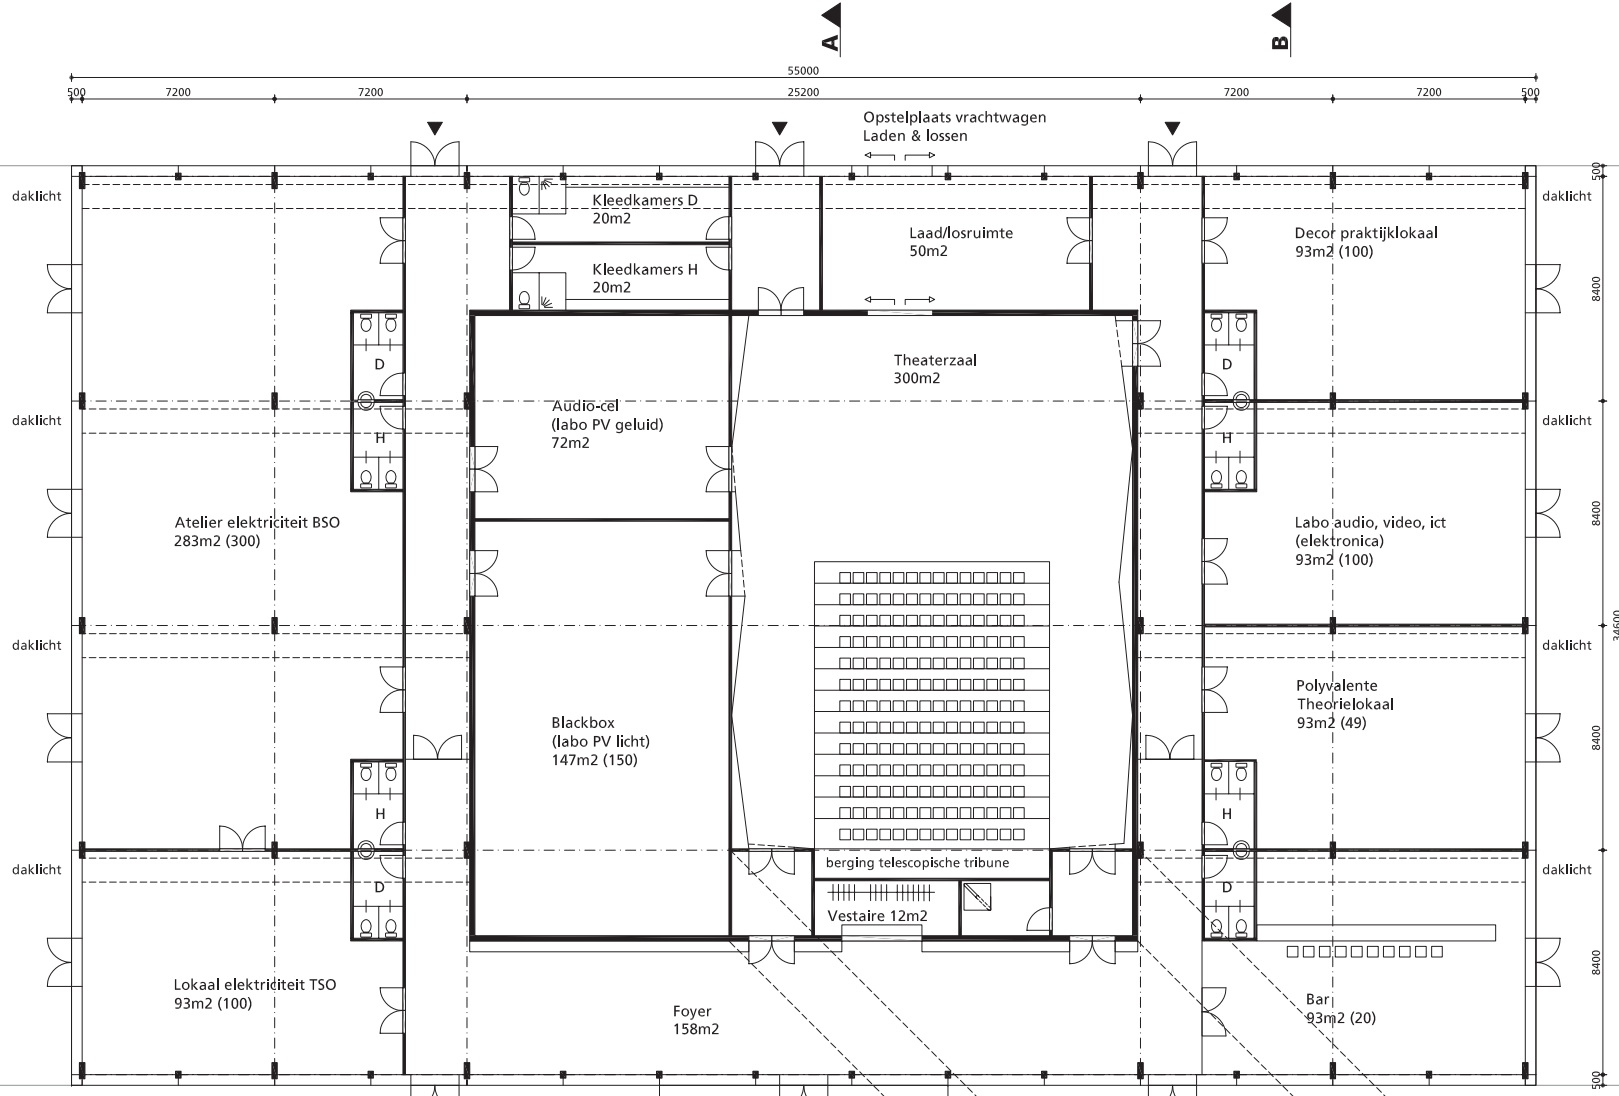 A
B
55000
500
7200
7200
25200
7200
7200
500
Opstelplaats vrachtwagen
Laden & lossen
daklicht
Kleedkamers D
20m2
Laad/losruimte
50m2
Decor praktijklokaal
93m2 (100)
daklicht
500
Kleedkamers H
20m2
8400
D
Theaterzaal
300m2
D
daklicht
Audio-cel
(labo PV geluid)
72m2
daklicht
H
H
Atelier elektriciteit BSO
283m2 (300)
Labo audio, video, ict
(elektronica)
93m2 (100)
8400
34600
daklicht
daklicht
Polyvalente
Theorielokaal
93m2 (49)
Blackbox
(labo PV licht)
147m2 (150)
8400
H
H
daklicht
berging telescopische tribune
daklicht
D
D
Vestaire 12m2
8400
Lokaal elektriciteit TSO
93m2 (100)
Foyer
158m2
Bar
93m2 (20)
500